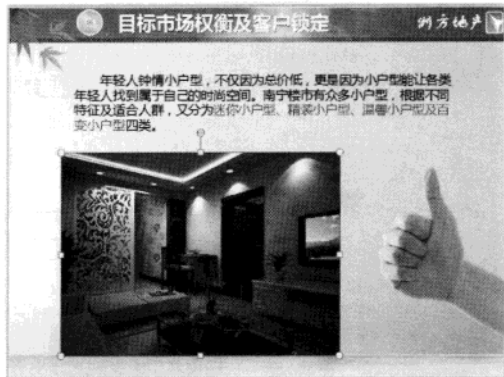 目标市场权衡及客户锁定
洲方地产
年轻人钟情小户型，不仅因为总价低，更是因为小户型能让各类
年轻人找到属于自己的时尚空间。南宁楼市有众多小户型，根据不同
特征及适合人群，又分为迷你小户型、精装小户型、温馨小户型及百
变小户型四类。